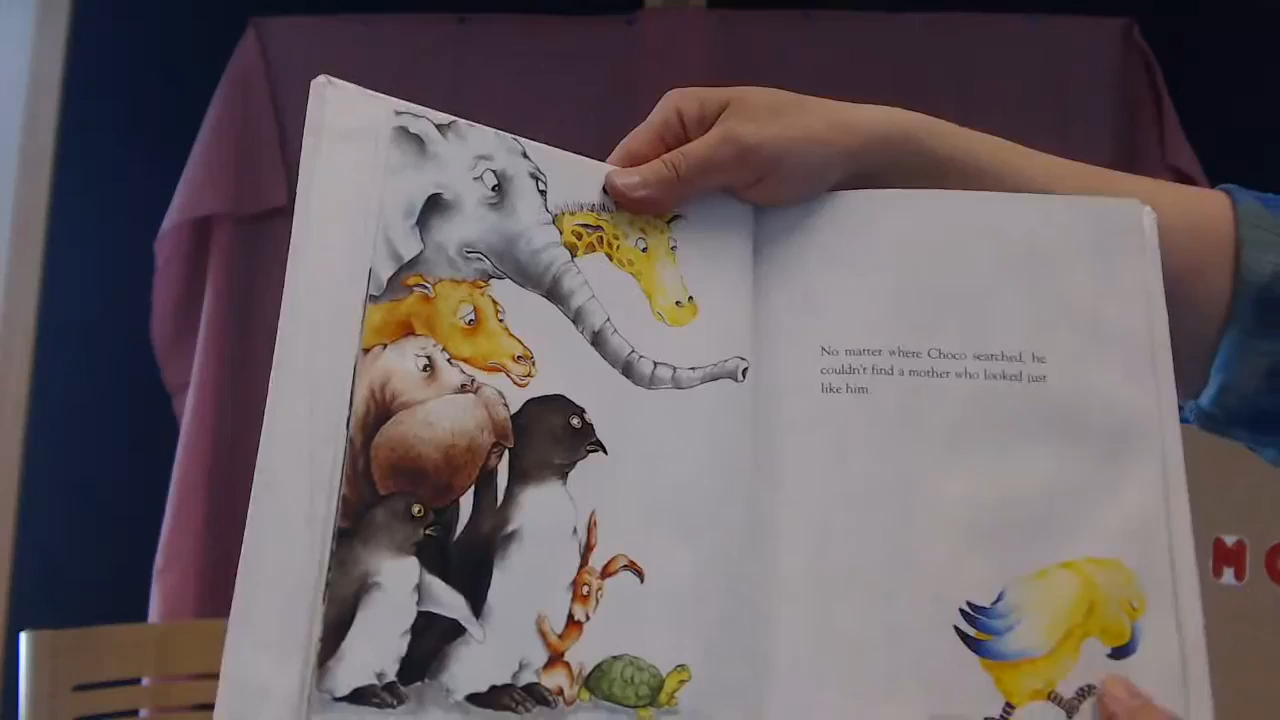 No matter where Choco searched, he
couldn't find a mother who looked just
like him.
M